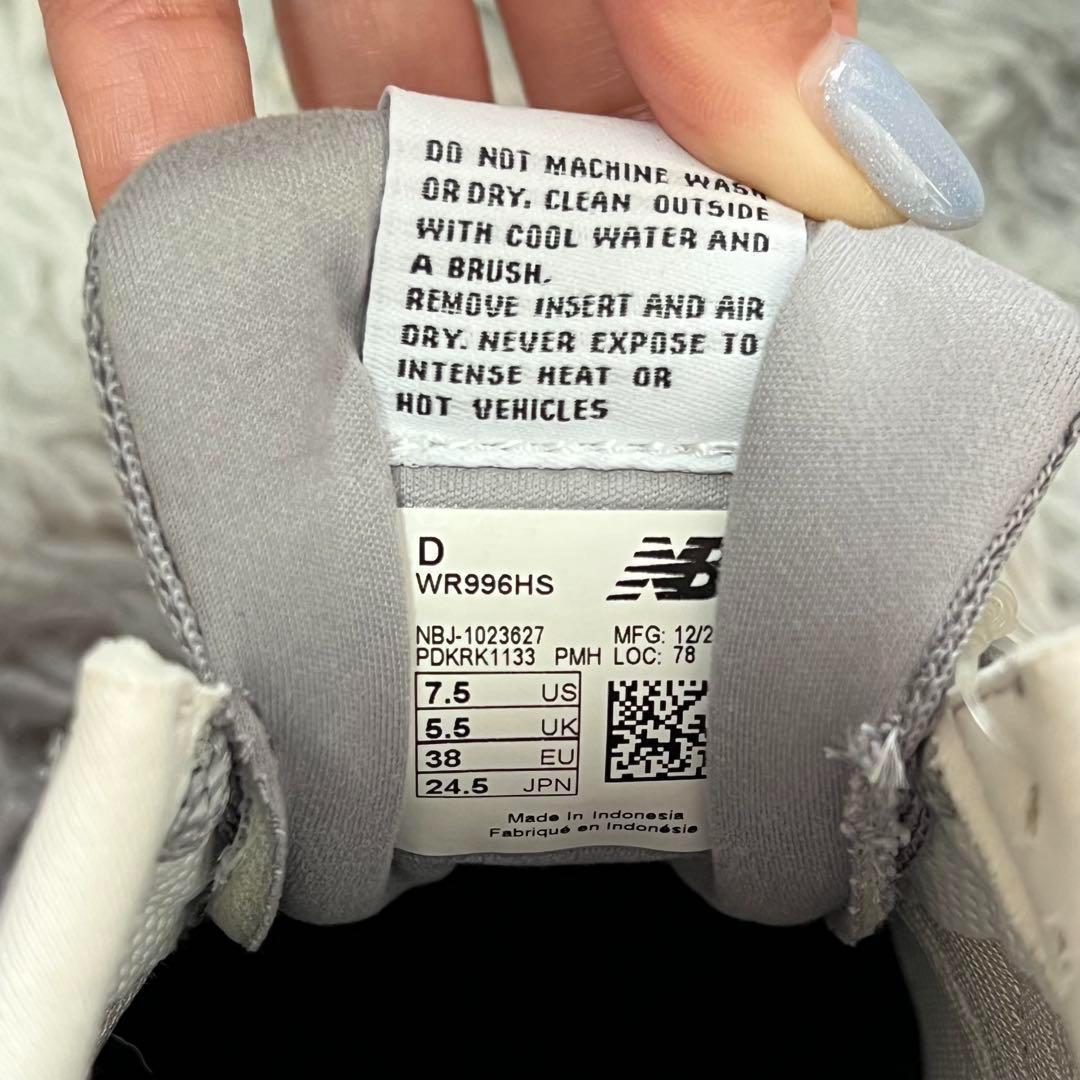 DO NOT MACHINE WASH
OR DRY. CLEAN OUTSIDE
WITH COOL WATER AND
A BRUSH.
REMOVE INSERT AND AIR
DRY. NEVER EXPOSE TO
INTENSE HEAT OR
HOT VEHICLES
D
NB
WR996HS
NBJ-1023627 MFG: 12/2
PDKRK1133 PMH LOC: 78
7.5 US
5.5 UK
38 EU
24.5 JPN
Made In Indonesia
Fabriqué en Indonésie